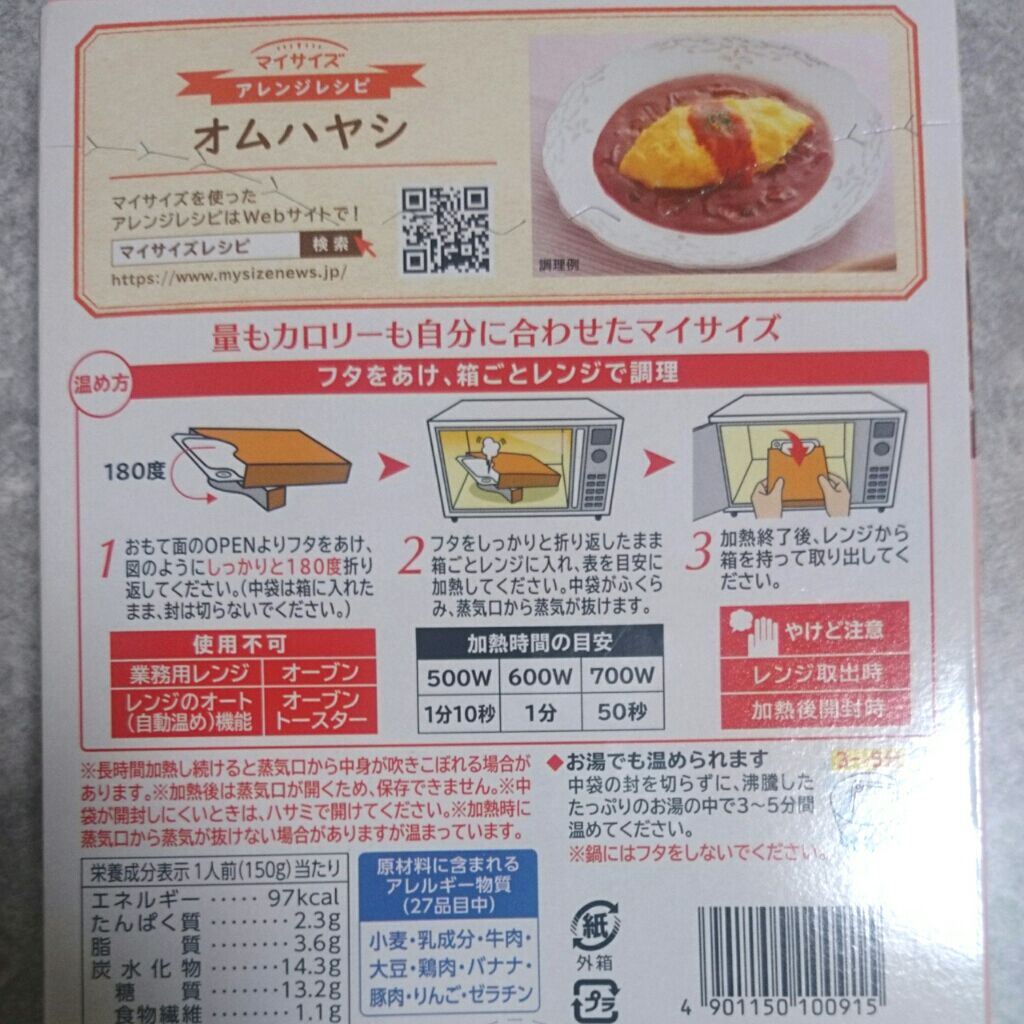 マイサイズ
アレンジレシピ
オムハヤシ
マイサイズを使った
アレンジレシピはWebサイトで！
マイサイズレシピ 検索
https://www.mysizenews.jp/
調理例
量もカロリーも自分に合わせたマイサイズ
温め方
フタをあけ、箱ごとレンジで調理
180度
1 おもて面のOPENよりフタをあけ、
図のようにしっかりと180度折り
返してください。（中袋は箱に入れた
まま、封は切らないでください。）
2 フタをしっかりと折り返したまま
箱ごとレンジに入れ、表を目安に
加熱してください。中袋がふくら
み、蒸気口から蒸気が抜けます。
3 加熱終了後、レンジから
箱を持って取り出してく
ださい。
使用不可
業務用レンジ オーブン
レンジのオート
（自動温め）機能
オーブン
トースター
加熱時間の目安
500W 600W 700W
1分10秒 1分 50秒
やけど注意
レンジ取出時
加熱後開封時
※長時間加熱し続けると蒸気口から中身が吹きこぼれる場合が
あります。※加熱後は蒸気口が開くため、保存できません。※中
袋が開封しにくいときは、ハサミで開けてください。※加熱時に
蒸気口から蒸気が抜けない場合がありますが温まっています。
◆お湯でも温められます
中袋の封を切らずに、沸騰した
たっぷりのお湯の中で3〜5分間
温めてください。
※鍋にはフタをしないでください。
3〜5分
栄養成分表示 1人前（150g）当たり
エネルギー ····· 97kcal
たんぱく質 ········ 2.3g
脂質 ········ 3.6g
炭水化物 ······· 14.3g
糖質 ······· 13.2g
食物繊維 ······ 1.1g
原材料に含まれる
アレルギー物質
（27品目中）
小麦・乳成分・牛肉・
大豆・鶏肉・バナナ・
豚肉・りんご・ゼラチン
紙
外箱
プラ
4 901150 100915